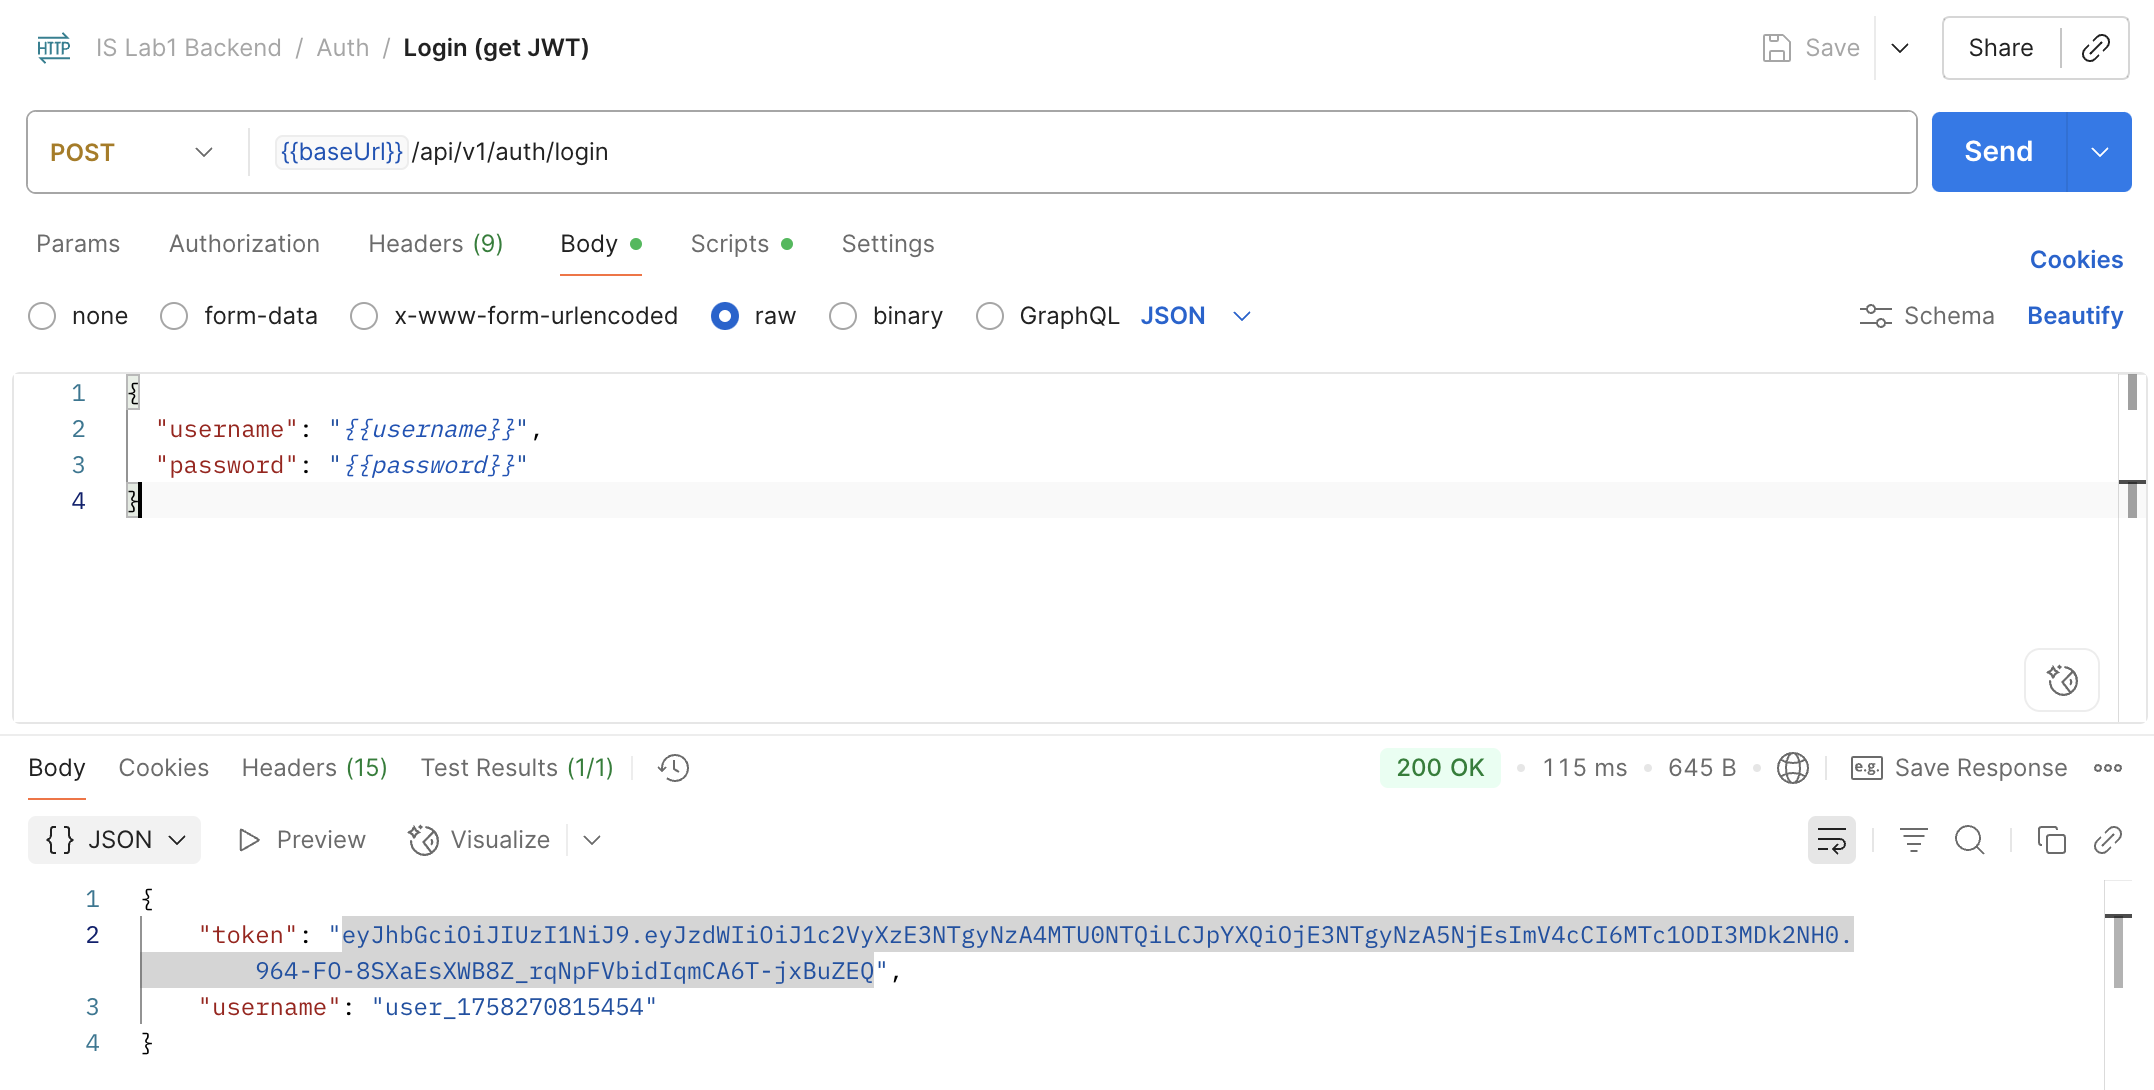 HTTP IS Lab1 Backend / Auth / Login (get JWT) Save Share
POST {{baseUrl}} /api/v1/auth/login Send
Params Authorization Headers (9) Body Scripts Settings Cookies
none form-data x-www-form-urlencoded raw binary GraphQL JSON Schema Beautify
1 {
2 "username": "{{username}}",
3 "password": "{{password}}"
4 }
Body Cookies Headers (15) Test Results (1/1) 200 OK 115 ms 645 B e.g. Save Response
{ } JSON Preview Visualize
1 {
2 "token": "eyJhbGciOiJIUzI1NiJ9.eyJzdWIiOiJ1c2VyXzE3NTgyNzA4MTU0NTQiLCJpYXQiOjE3NTgyNzA5NjEsImV4cCI6MTc1ODI3MDk2NH0.
964-FO-8SXaEsXWB8Z_rqNpFVbidIqmCA6T-jxBuZEQ",
3 "username": "user_1758270815454"
4 }